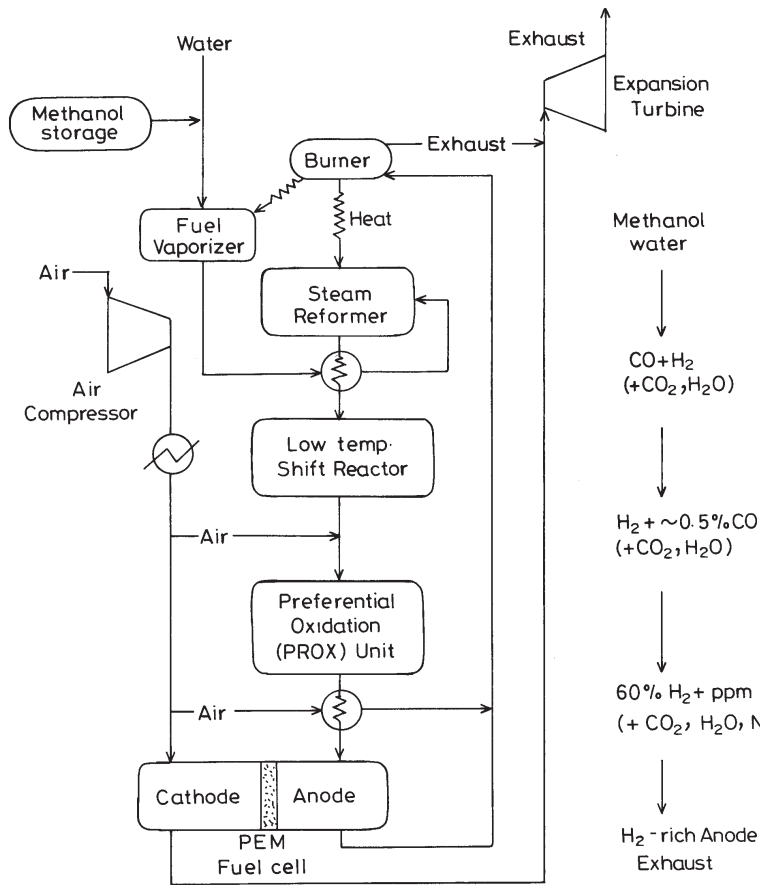 Water
Methanol
storage
Fuel
Vaporizer
Burner
Heat
Exhaust
Exhaust
Expansion
Turbine
Air
Air
Compressor
Steam
Reformer
Low temp.
Shift Reactor
Air
Preferential
Oxidation
(PROX) Unit
Air
Cathode
Anode
PEM
Fuel cell
Methanol
water
CO+H₂
(+CO₂,H₂O)
H₂+~0.5%CO
(+CO₂,H₂O)
60% H₂+ ppm
(+ CO₂, H₂O, N
H₂-rich Anode
Exhaust